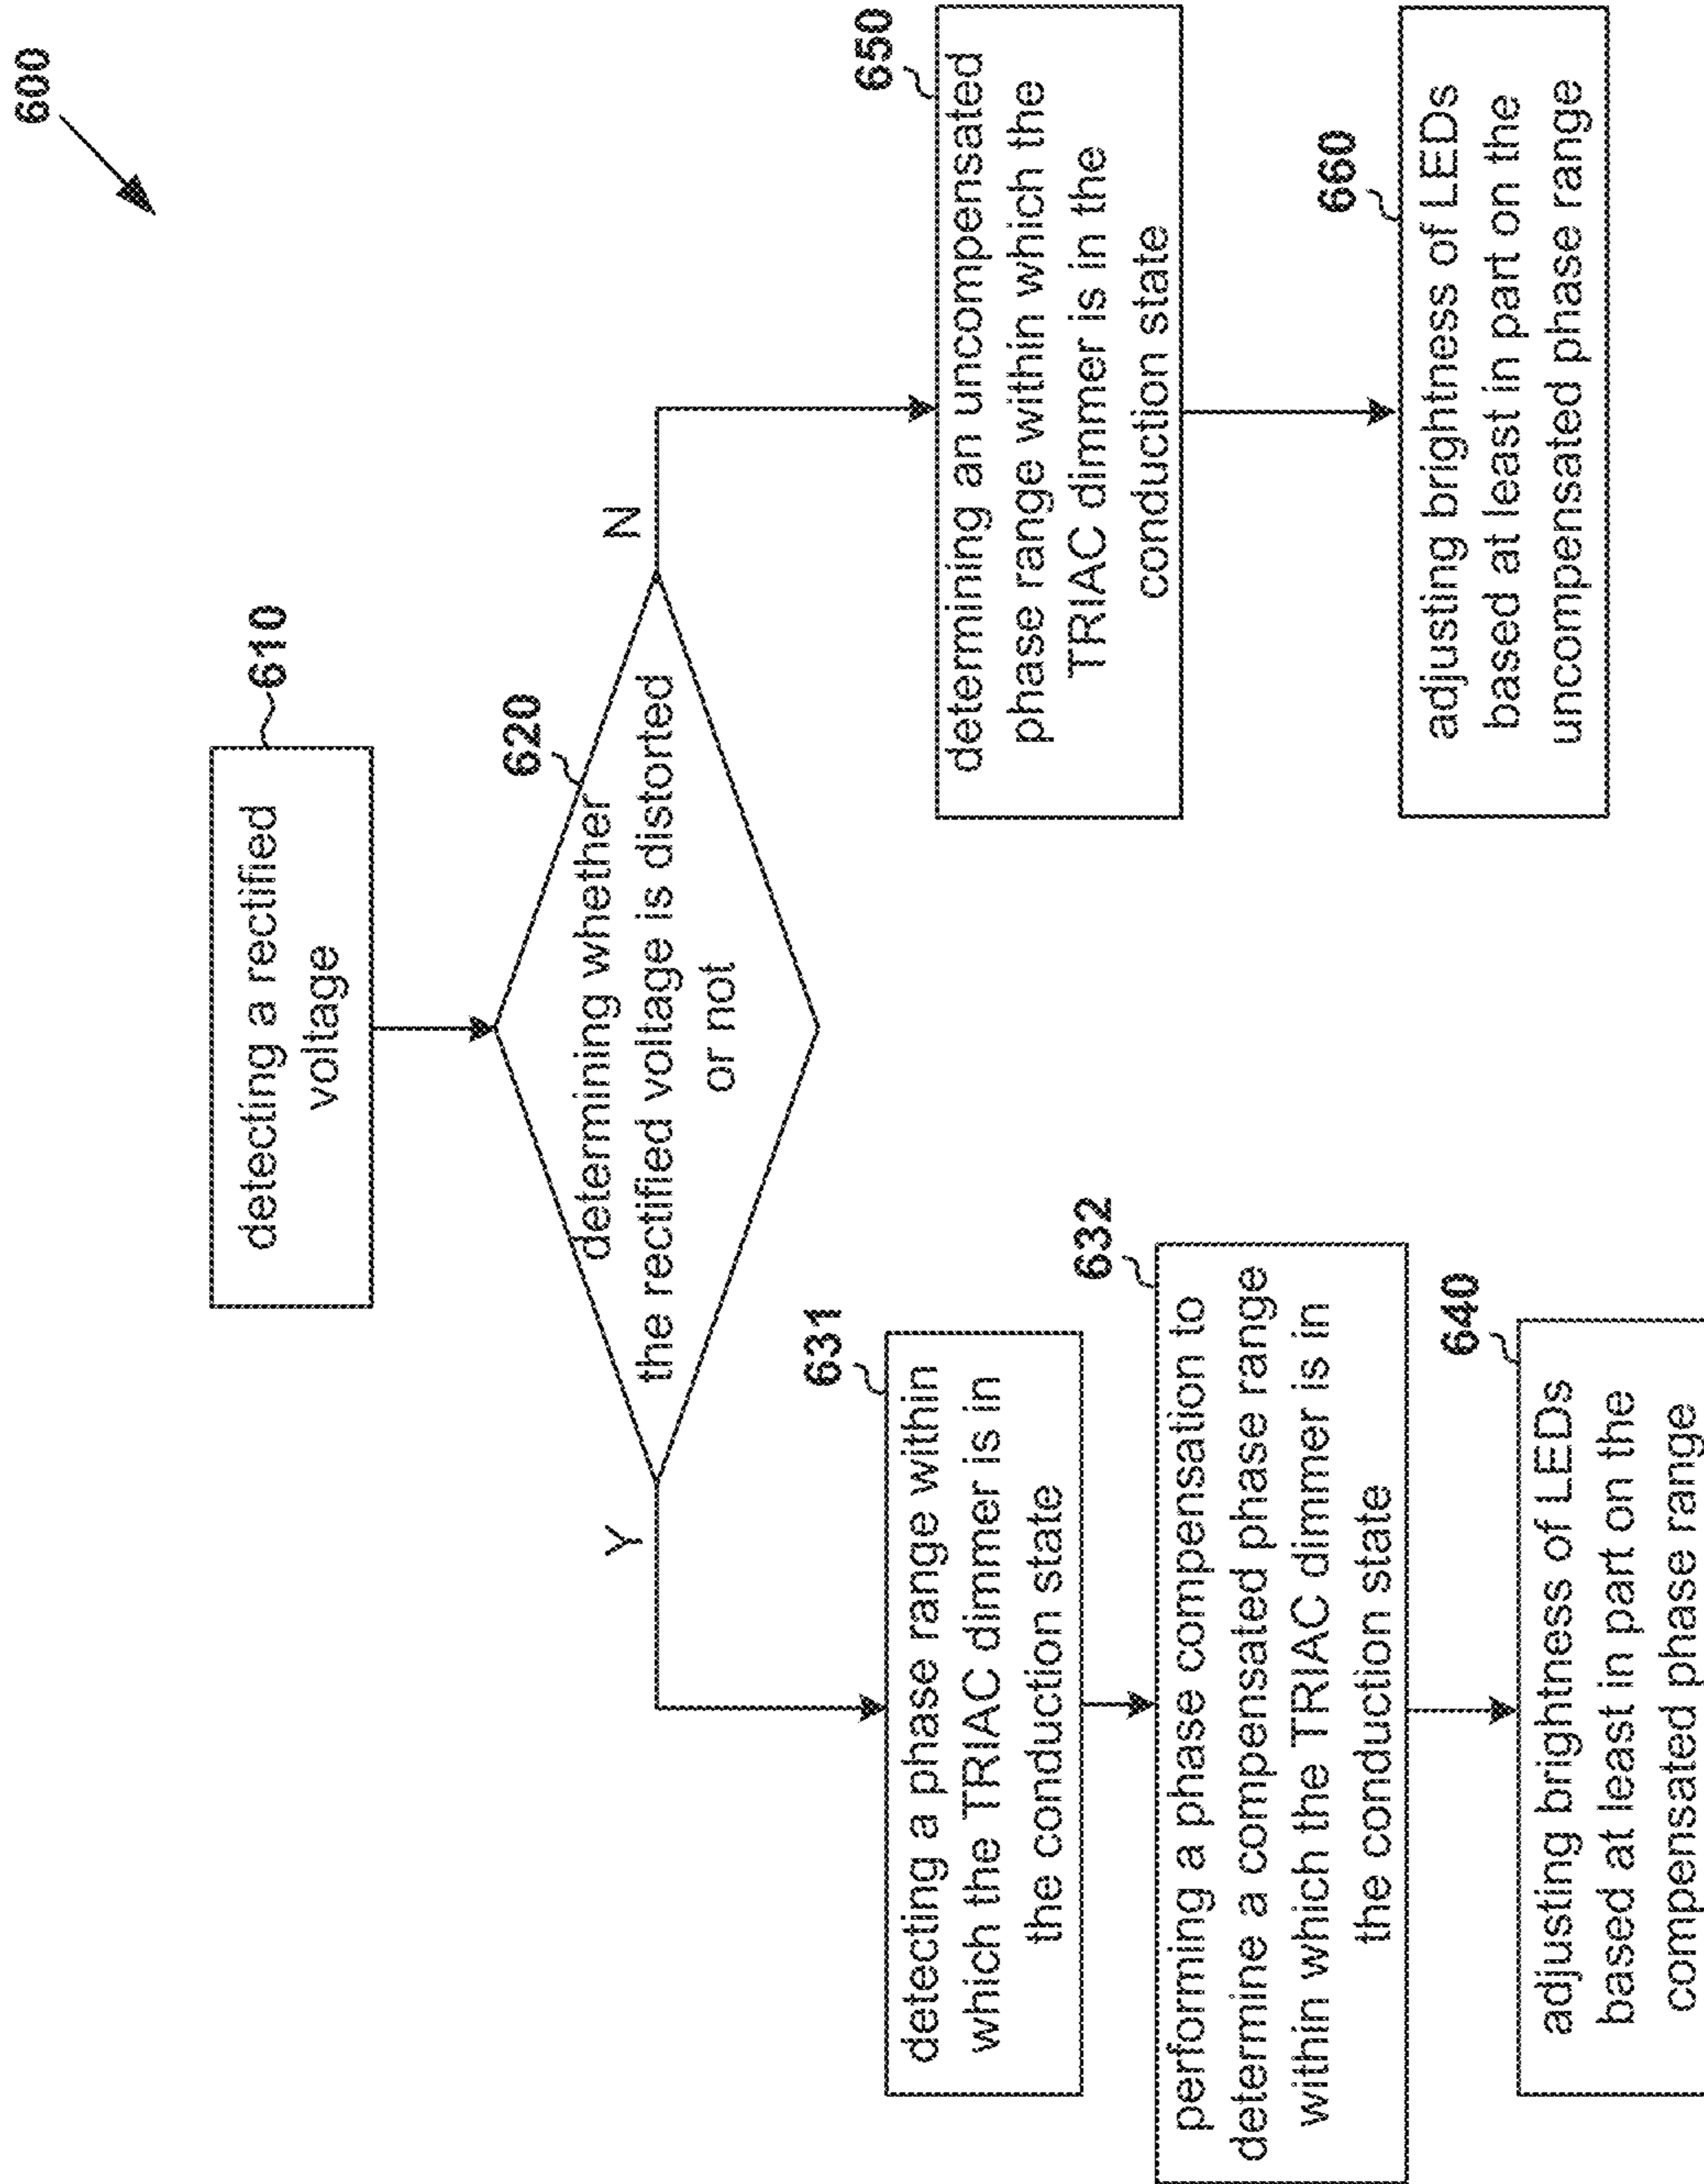 600
610
detecting a rectified
voltage
620
determining whether
the rectified voltage is distorted
or not
Y
N
631
detecting a phase range within
which the TRIAC dimmer is in
the conduction state
632
performing a phase compensation to
determine a compensated phase range
within which the TRIAC dimmer is in
the conduction state
640
adjusting brightness of LEDs
based at least in part on the
compensated phase range
650
determining an uncompensated
phase range within which the
TRIAC dimmer is in the
conduction state
660
adjusting brightness of LEDs
based at least in part on the
uncompensated phase range